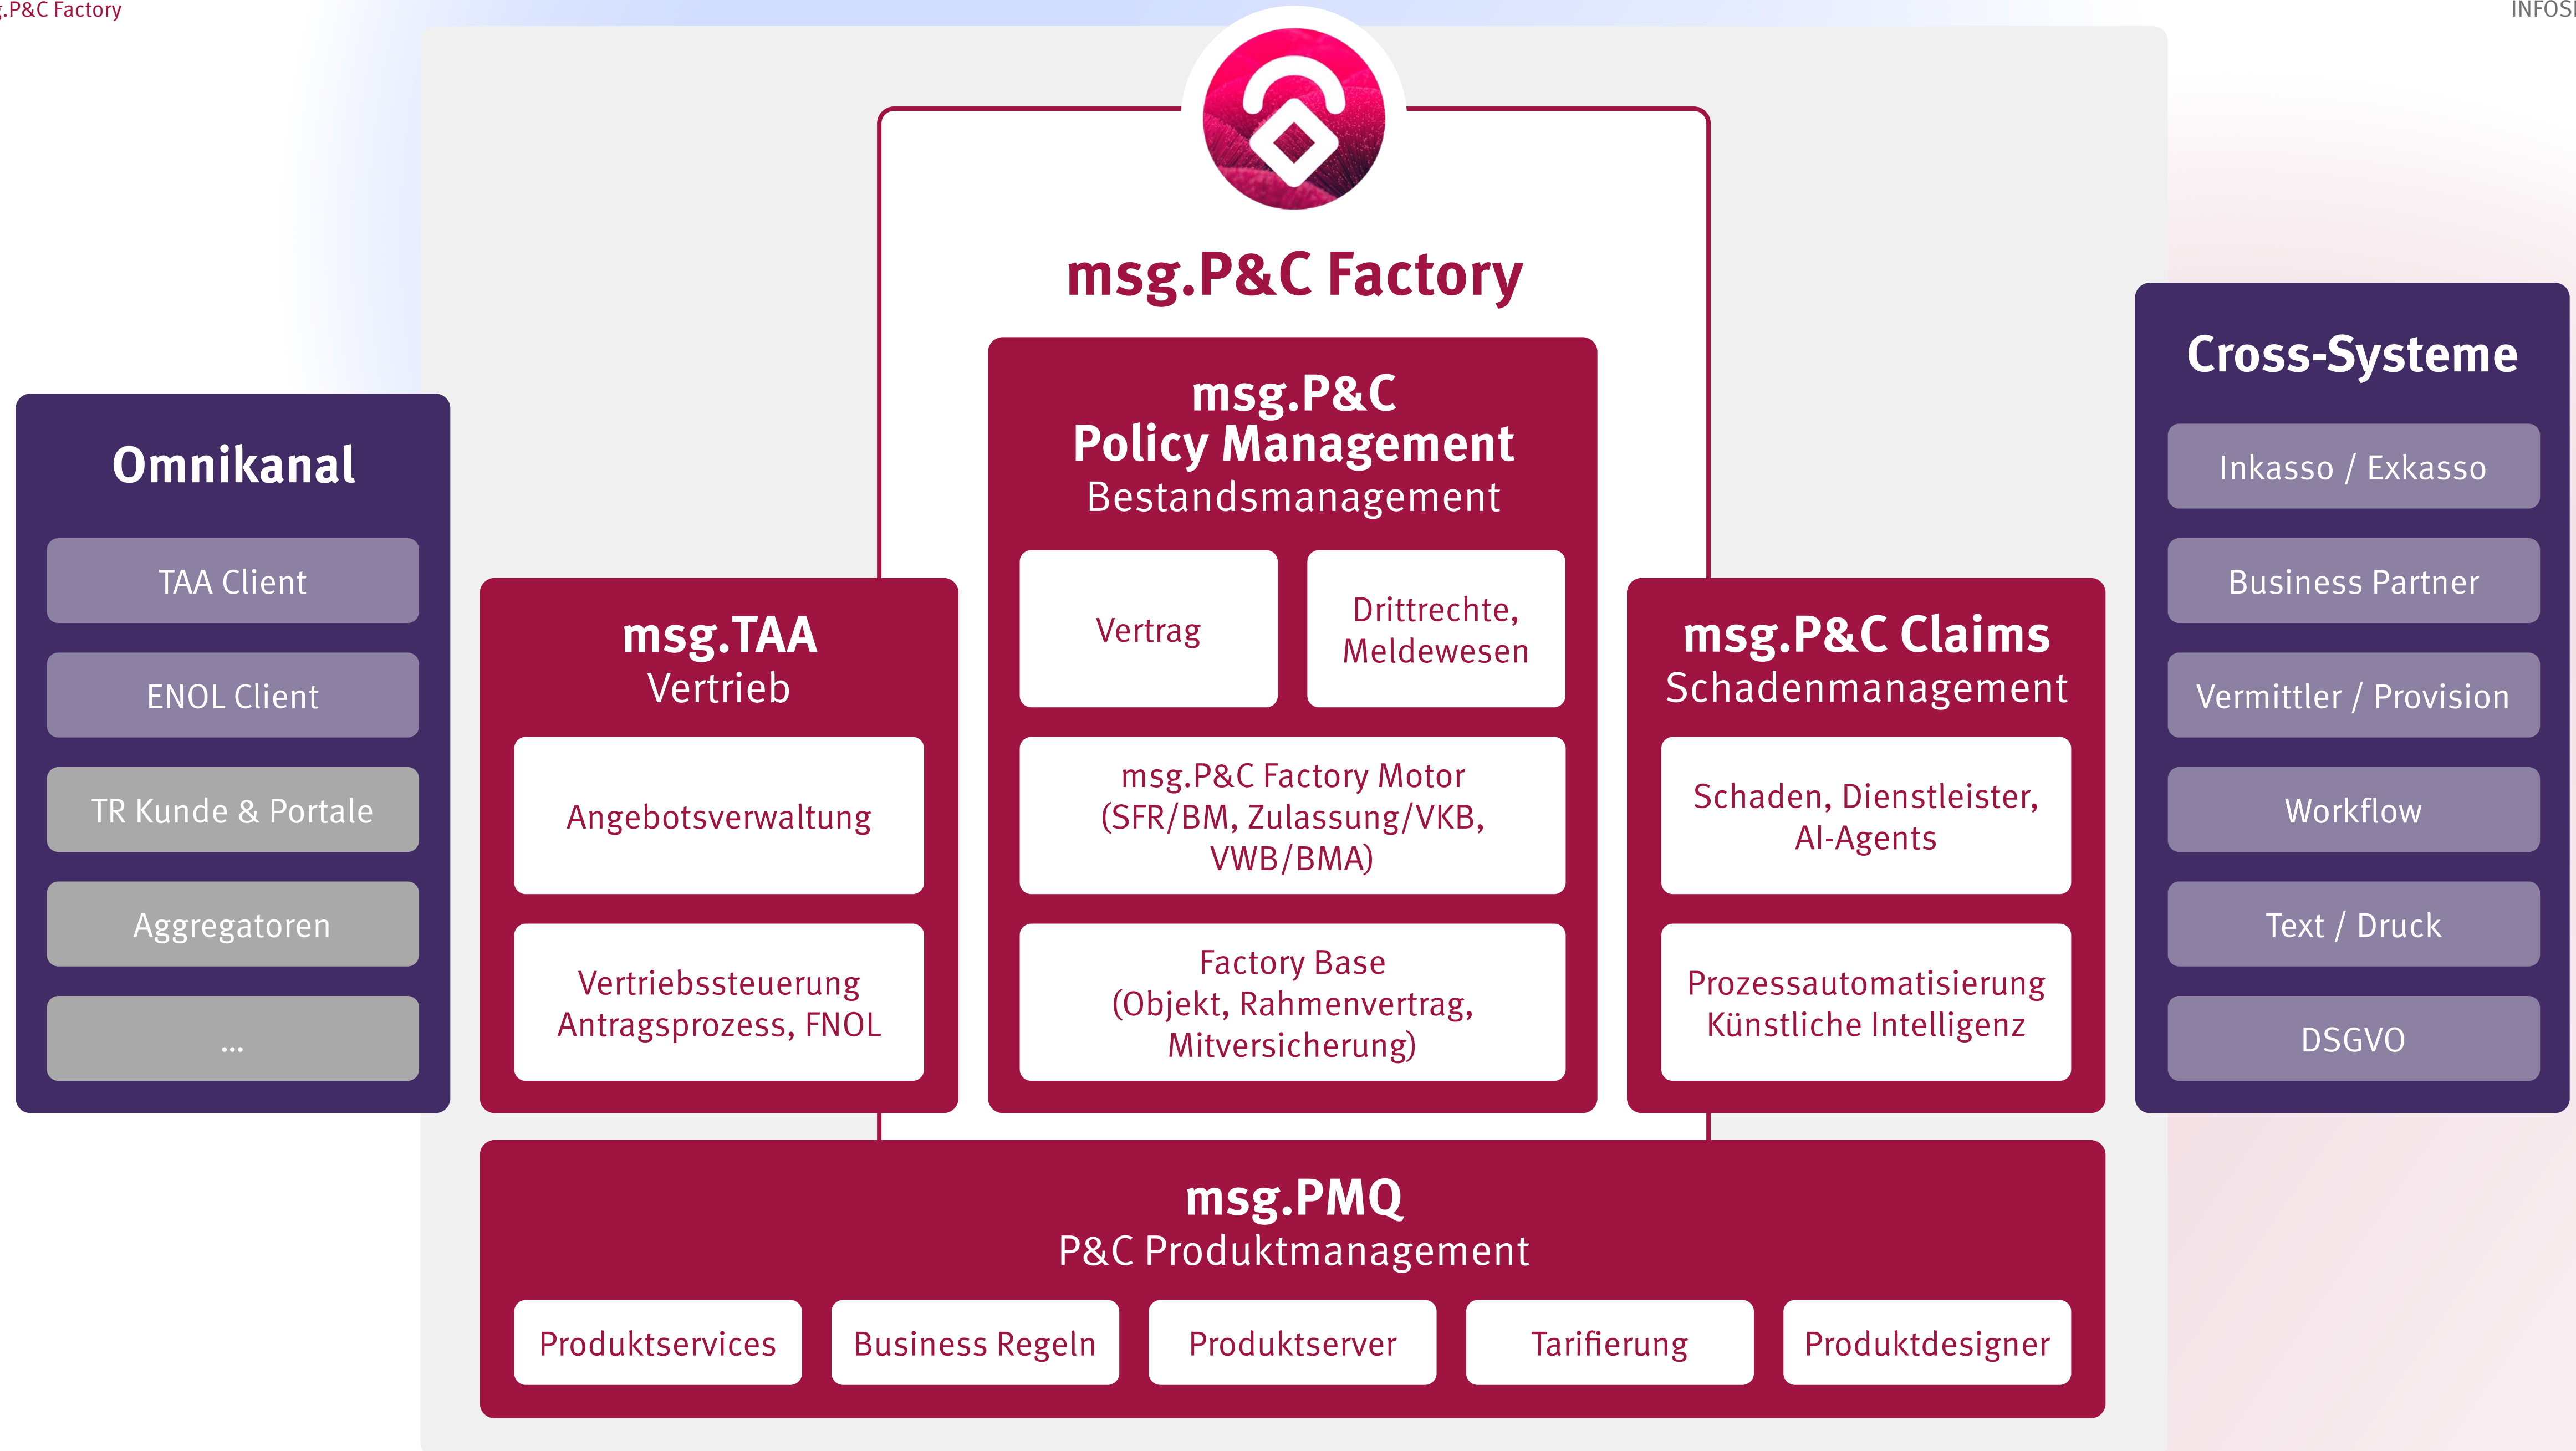 .P&C Factory
msg.P&C Factory
Omnikanal
TAA Client
ENOL Client
TR Kunde & Portale
Aggregatoren
...
msg.TAA
Vertrieb
Angebotsverwaltung
Vertriebssteuerung
Antragsprozess, FNOL
msg.P&C
Policy Management
Bestandsmanagement
Vertrag
Drittrechte,
Meldewesen
msg.P&C Factory Motor
(SFR/BM, Zulassung/VKB,
VWB/BMA)
Factory Base
(Objekt, Rahmenvertrag,
Mitversicherung)
msg.P&C Claims
Schadenmanagement
Schaden, Dienstleister,
AI-Agents
Prozessautomatisierung
Künstliche Intelligenz
Cross-Systeme
Inkasso / Exkasso
Business Partner
Vermittler / Provision
Workflow
Text / Druck
DSGVO
msg.PMQ
P&C Produktmanagement
Produktservices
Business Regeln
Produktserver
Tarifierung
Produktdesigner